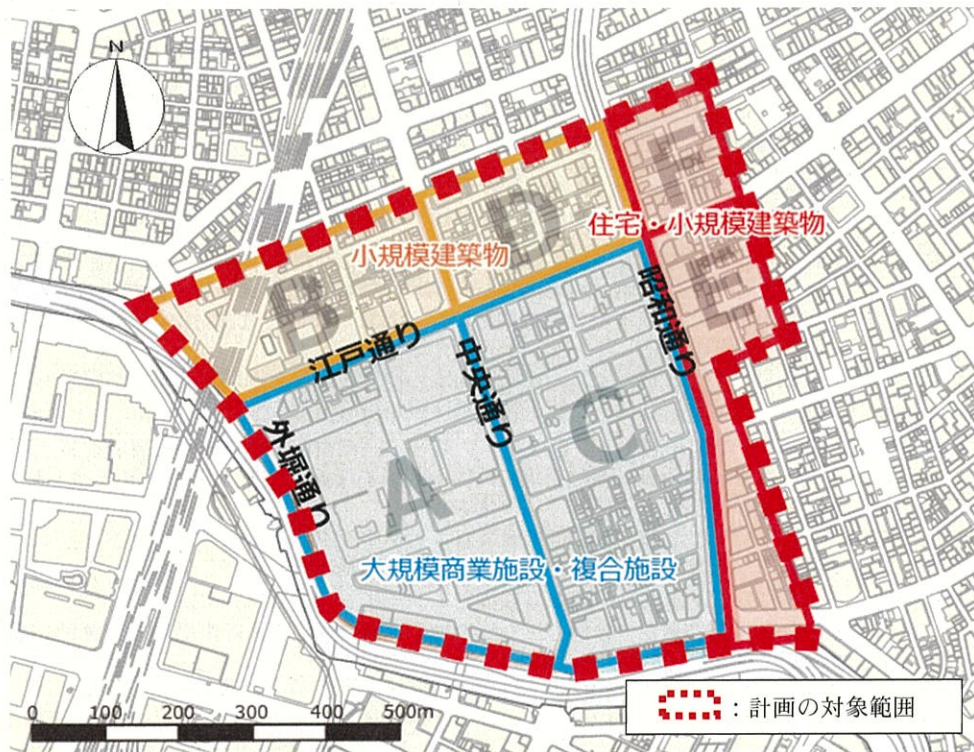 N
F
住宅・小規模建築物
D
小規模建築物
B
E
昭和通り
江戸通り
中央通り
C
外堀通り
A
大規模商業施設・複合施設
0 100 200 300 400 500m
：計画の対象範囲